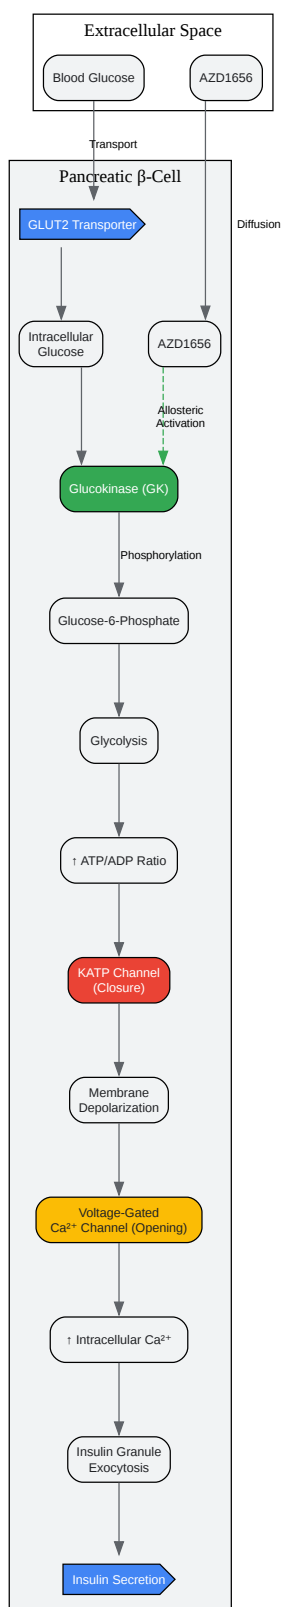 Extracellular Space
Blood Glucose
AZD1656
Transport
Pancreatic β-Cell
GLUT2 Transporter
Diffusion
Intracellular
Glucose
AZD1656
Allosteric
Activation
Glucokinase (GK)
Phosphorylation
Glucose-6-Phosphate
Glycolysis
↑ ATP/ADP Ratio
KATP Channel
(Closure)
Membrane
Depolarization
Voltage-Gated
Ca²⁺ Channel (Opening)
↑ Intracellular Ca²⁺
Insulin Granule
Exocytosis
Insulin Secretion